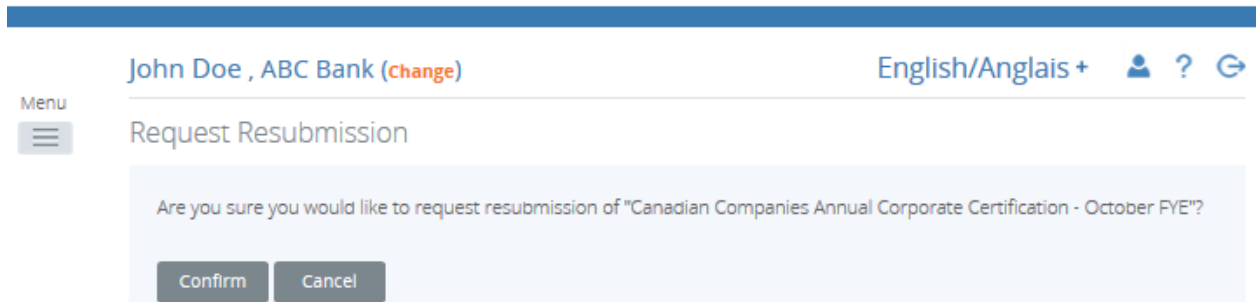 John Doe , ABC Bank (Change)
English/Anglais +
?
Menu
Request Resubmission
Are you sure you would like to request resubmission of "Canadian Companies Annual Corporate Certification - October FYE"?
Confirm
Cancel